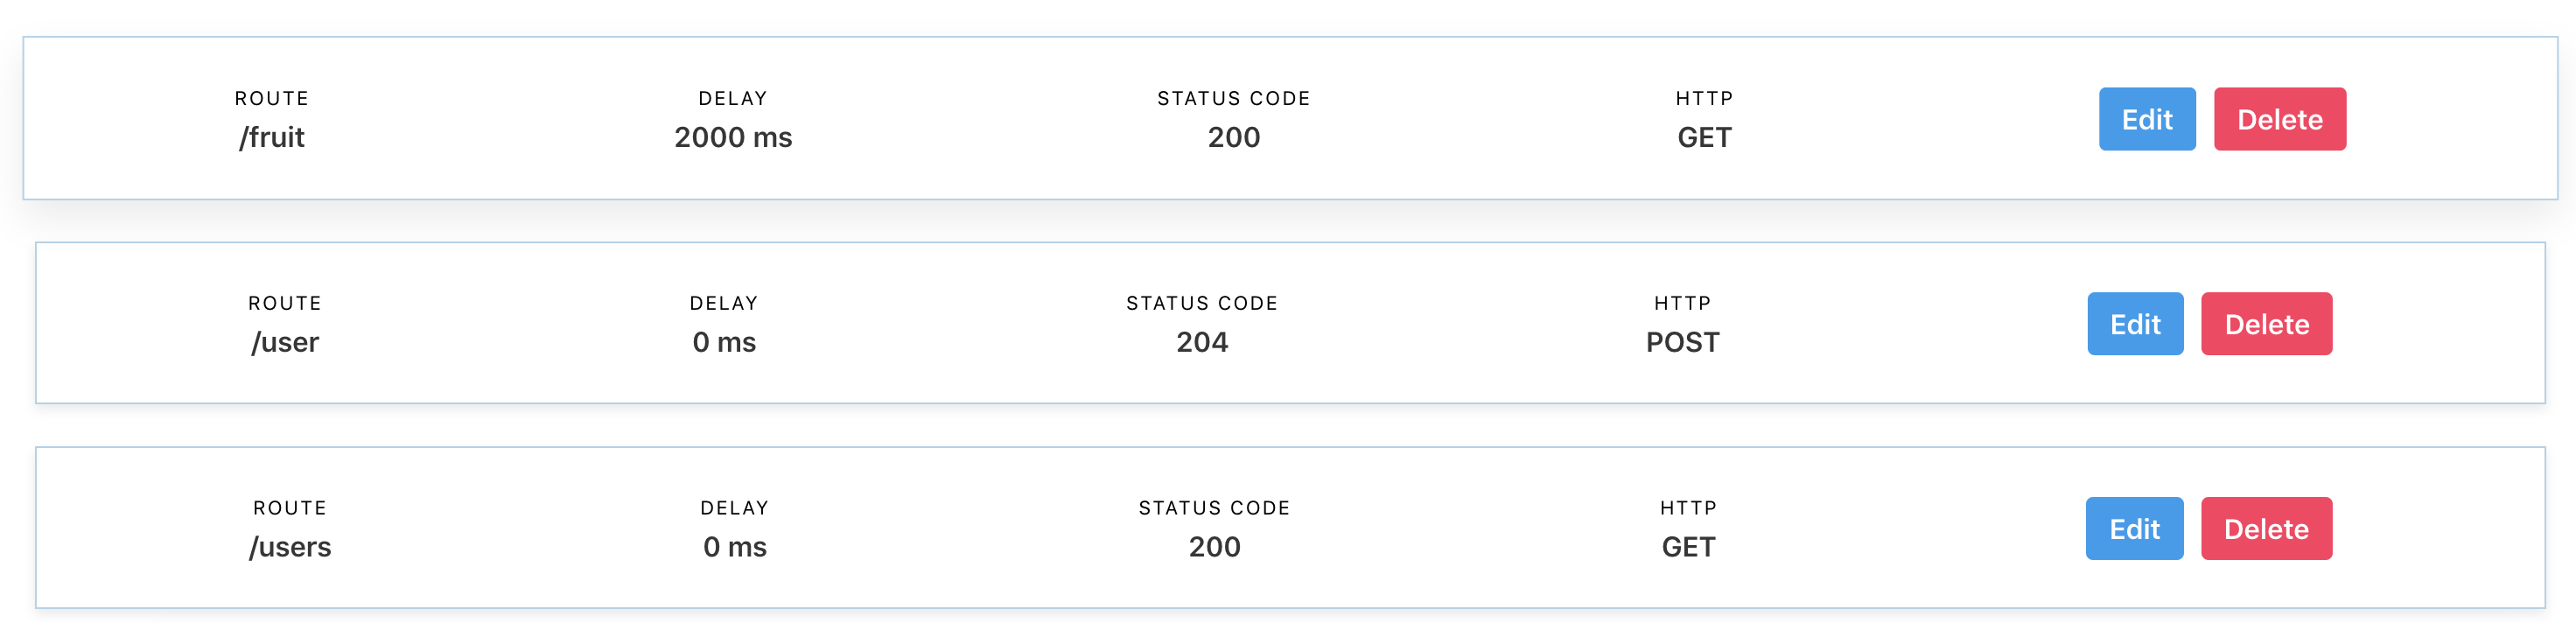 ROUTE DELAY STATUS CODE HTTP
/fruit 2000 ms 200 GET Edit Delete
ROUTE DELAY STATUS CODE HTTP
/user 0 ms 204 POST Edit Delete
ROUTE DELAY STATUS CODE HTTP
/users 0 ms 200 GET Edit Delete